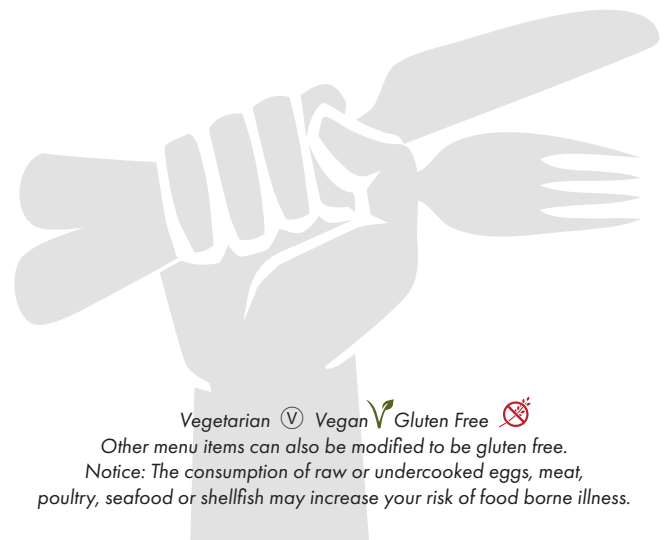 Vegetarian Ⓥ Vegan Gluten Free
Other menu items can also be modified to be gluten free.
Notice: The consumption of raw or undercooked eggs, meat,
poultry, seafood or shellfish may increase your risk of food borne illness.